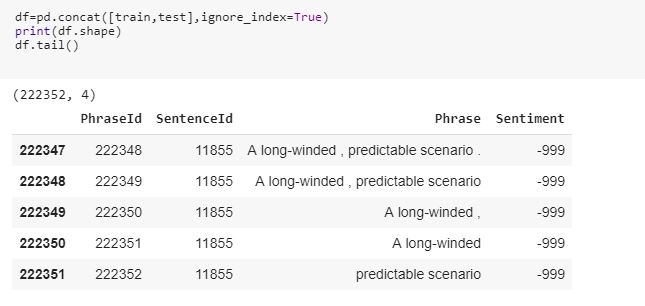 df=pd.concat([train,test],ignore_index=True)
print(df.shape)
df.tail()
(222352, 4)
PhraseId SentenceId Phrase Sentiment
222347 222348 11855 A long-winded , predictable scenario . -999
222348 222349 11855 A long-winded , predictable scenario -999
222349 222350 11855 A long-winded , -999
222350 222351 11855 A long-winded -999
222351 222352 11855 predictable scenario -999